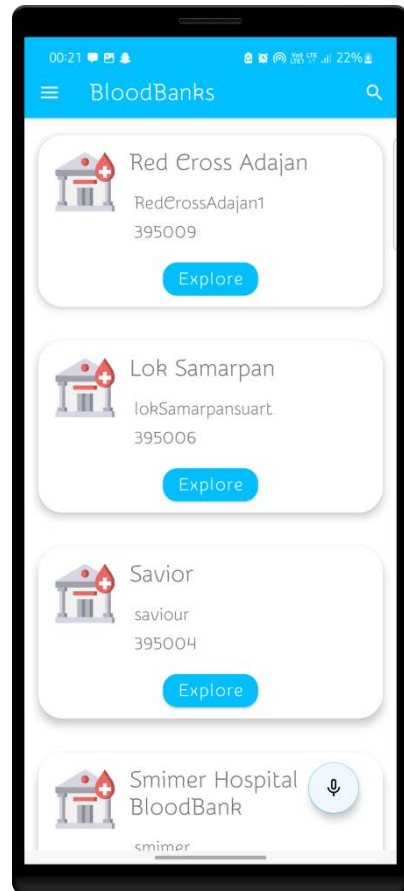 00:21 22%
BloodBanks
Red Cross Adajan
RedCrossAdajan1
395009
Explore
Lok Samarpan
lokSamarpansuart
395006
Explore
Savior
saviour
395004
Explore
Smimer Hospital
BloodBank
smimer